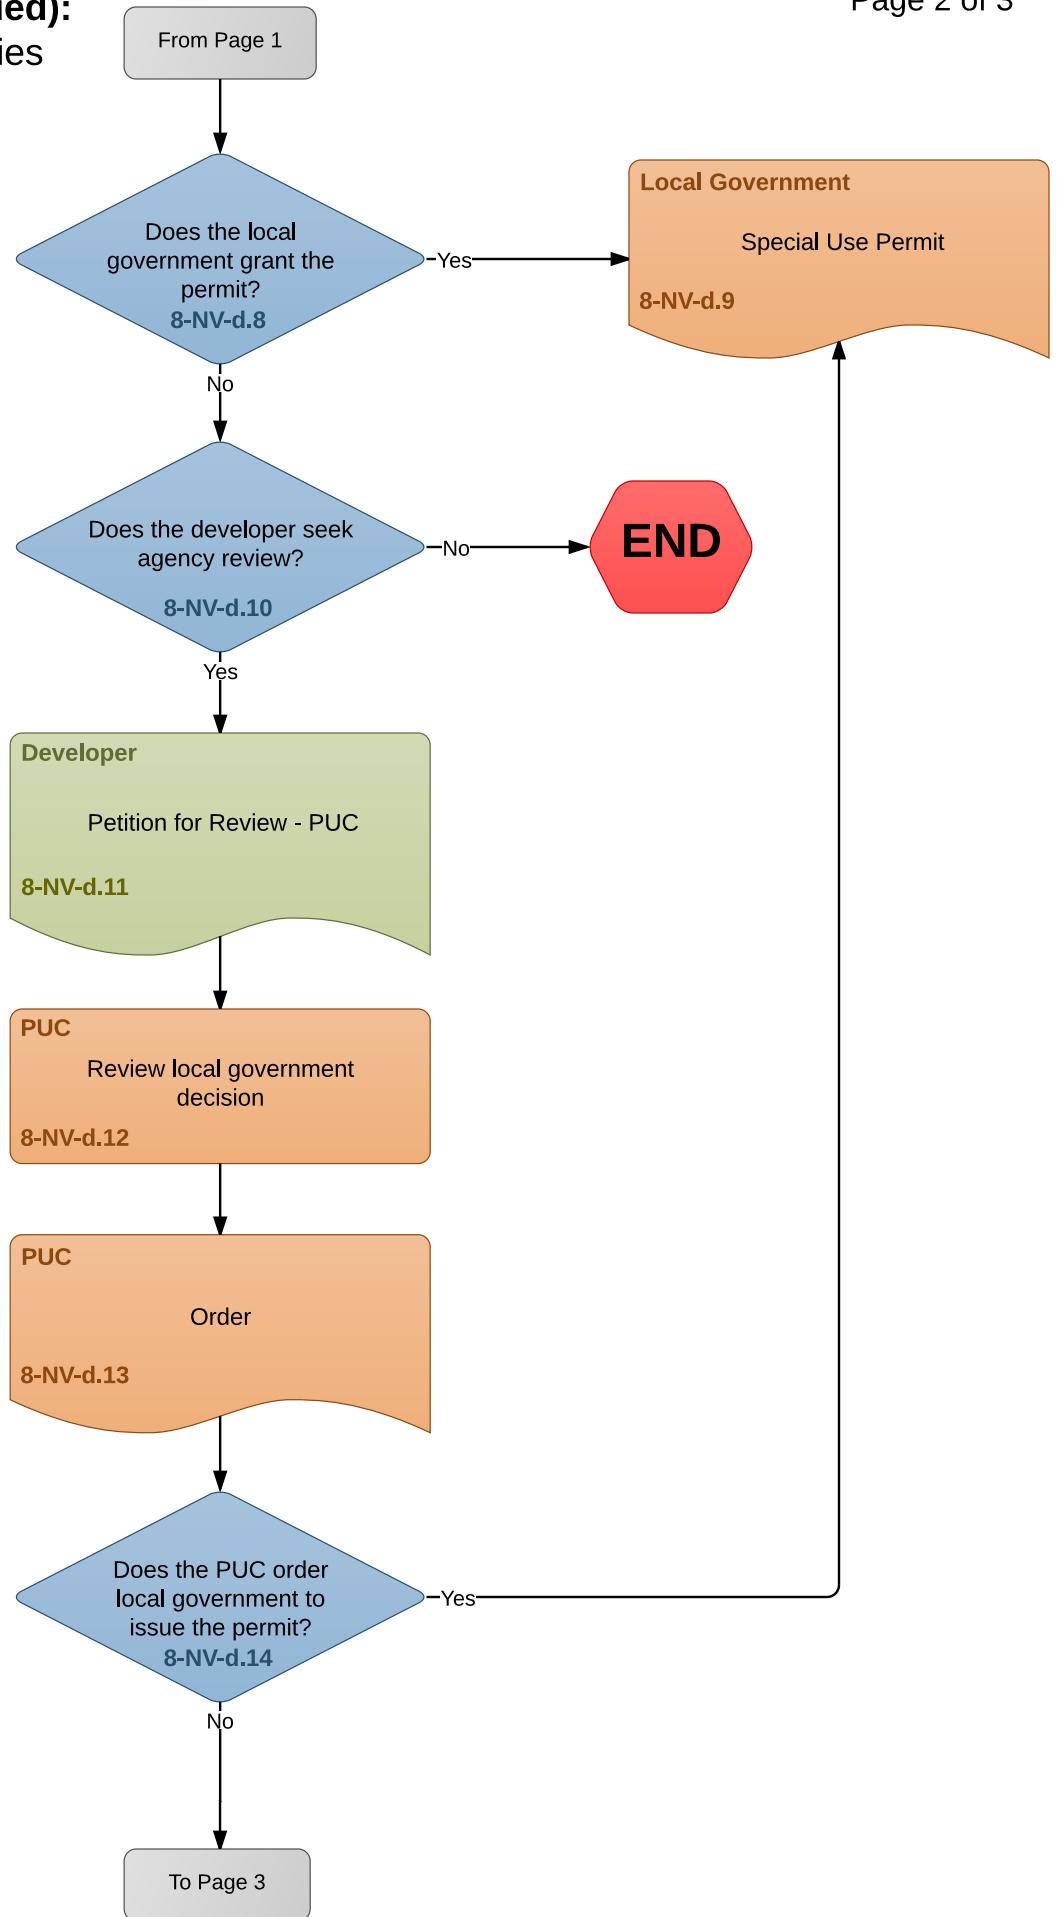 ied):
Page 2 of 3
ies
From Page 1
Does the local
government grant the
permit?
8-NV-d.8
Yes
Local Government
Special Use Permit
8-NV-d.9
No
Does the developer seek
agency review?
8-NV-d.10
No
END
Yes
Developer
Petition for Review - PUC
8-NV-d.11
PUC
Review local government
decision
8-NV-d.12
PUC
Order
8-NV-d.13
Does the PUC order
local government to
issue the permit?
8-NV-d.14
Yes
No
To Page 3